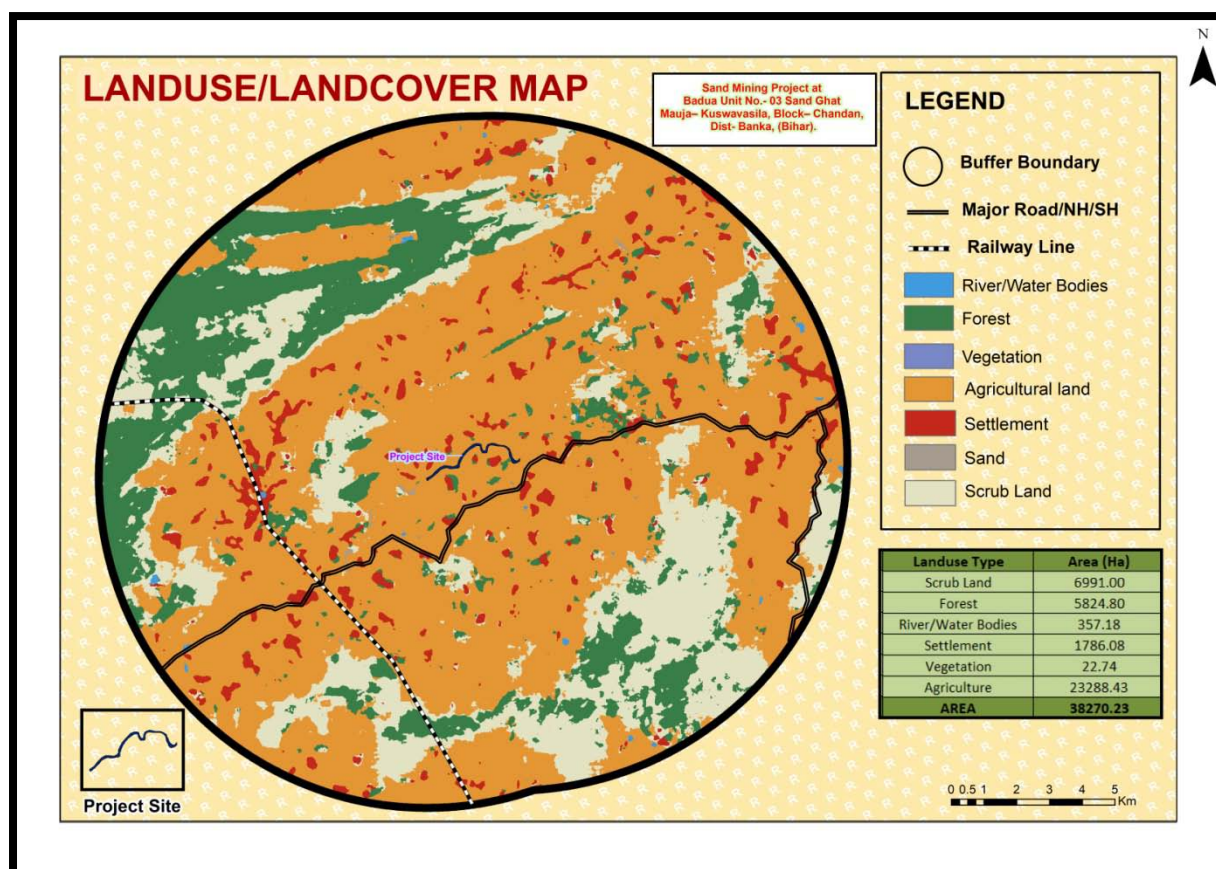 N
LANDUSE/LANDCOVER MAP
Sand Mining Project at
Badua Unit No.- 03 Sand Ghat
Mauja– Kuswavasila, Block– Chandan,
Dist- Banka, (Bihar).
LEGEND
Buffer Boundary
Major Road/NH/SH
Railway Line
River/Water Bodies
Forest
Vegetation
Agricultural land
Settlement
Sand
Scrub Land
Project Site
Landuse Type Area (Ha)
Scrub Land 6991.00
Forest 5824.80
River/Water Bodies 357.18
Settlement 1786.08
Vegetation 22.74
Agriculture 23288.43
AREA 38270.23
Project Site
0 0.5 1 2 3 4 5
Km